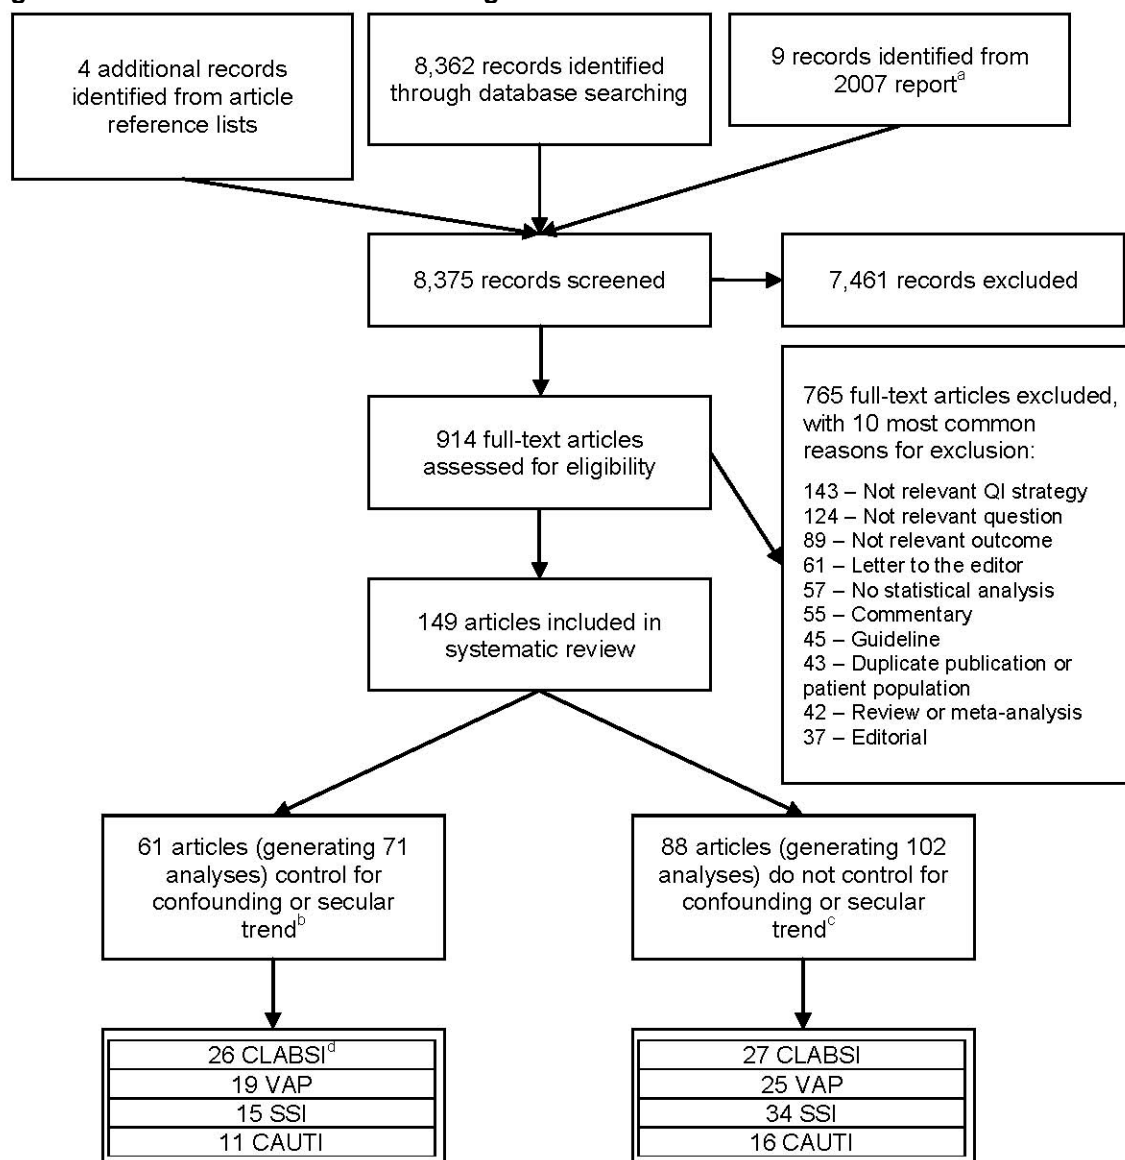 4 additional records
identified from article
reference lists
8,362 records identified
through database searching
9 records identified from
2007 reportᵃ
8,375 records screened
7,461 records excluded
914 full-text articles
assessed for eligibility
765 full-text articles excluded,
with 10 most common
reasons for exclusion:
143 – Not relevant QI strategy
124 – Not relevant question
89 – Not relevant outcome
61 – Letter to the editor
57 – No statistical analysis
55 – Commentary
45 – Guideline
43 – Duplicate publication or
patient population
42 – Review or meta-analysis
37 – Editorial
149 articles included in
systematic review
61 articles (generating 71
analyses) control for
confounding or secular
trendᵇ
88 articles (generating 102
analyses) do not control for
confounding or secular
trendᶜ
26 CLABSIᵈ
19 VAP
15 SSI
11 CAUTI
27 CLABSI
25 VAP
34 SSI
16 CAUTI